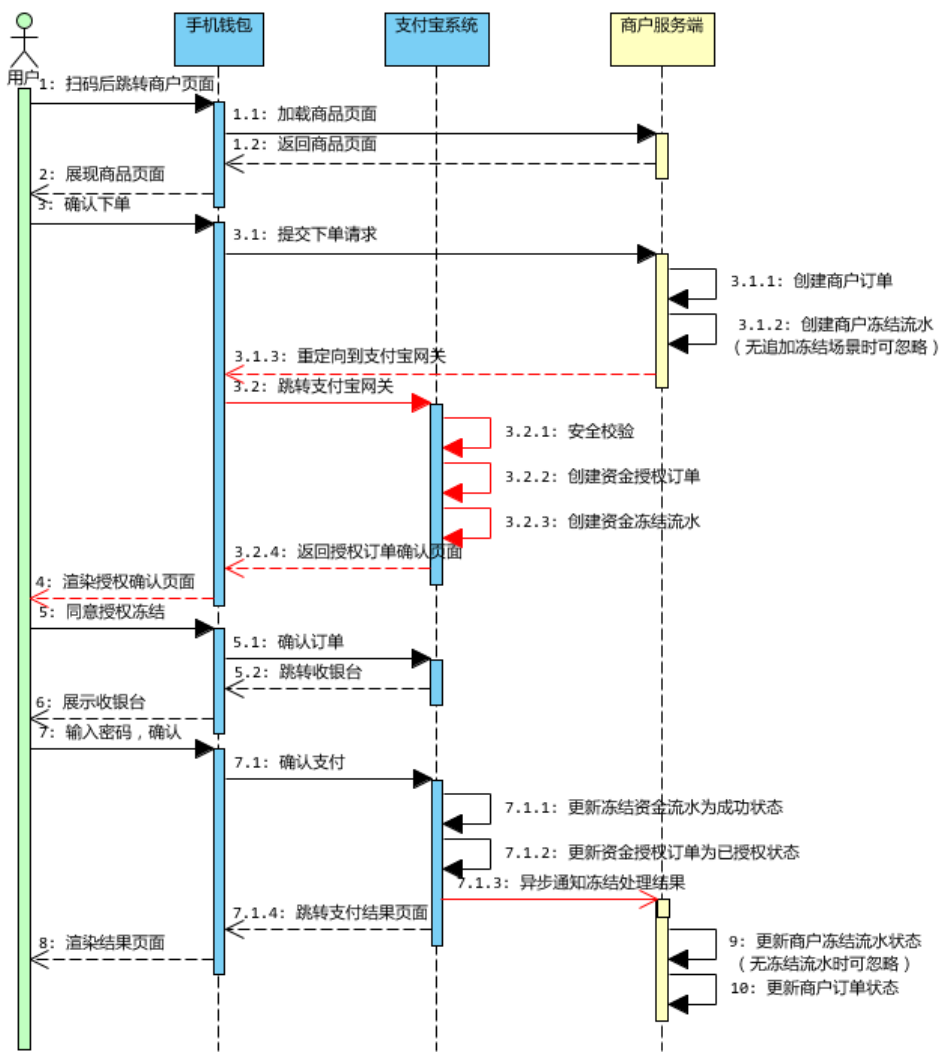 手机钱包
支付宝系统
商户服务端
用户
1: 扫码后跳转商户页面
1.1: 加载商品页面
1.2: 返回商品页面
2: 展现商品页面
3: 确认下单
3.1: 提交下单请求
3.1.1: 创建商户订单
3.1.2: 创建商户冻结流水
(无追加冻结场景时可忽略)
3.1.3: 重定向到支付宝网关
3.2: 跳转支付宝网关
3.2.1: 安全校验
3.2.2: 创建资金授权订单
3.2.3: 创建资金冻结流水
3.2.4: 返回授权订单确认页面
4: 渲染授权确认页面
5: 同意授权冻结
5.1: 确认订单
5.2: 跳转收银台
6: 展示收银台
7: 输入密码，确认
7.1: 确认支付
7.1.1: 更新冻结资金流水为成功状态
7.1.2: 更新资金授权订单为已授权状态
7.1.3: 异步通知冻结处理结果
7.1.4: 跳转支付结果页面
8: 渲染结果页面
9: 更新商户冻结流水状态
(无冻结流水时可忽略)
10: 更新商户订单状态